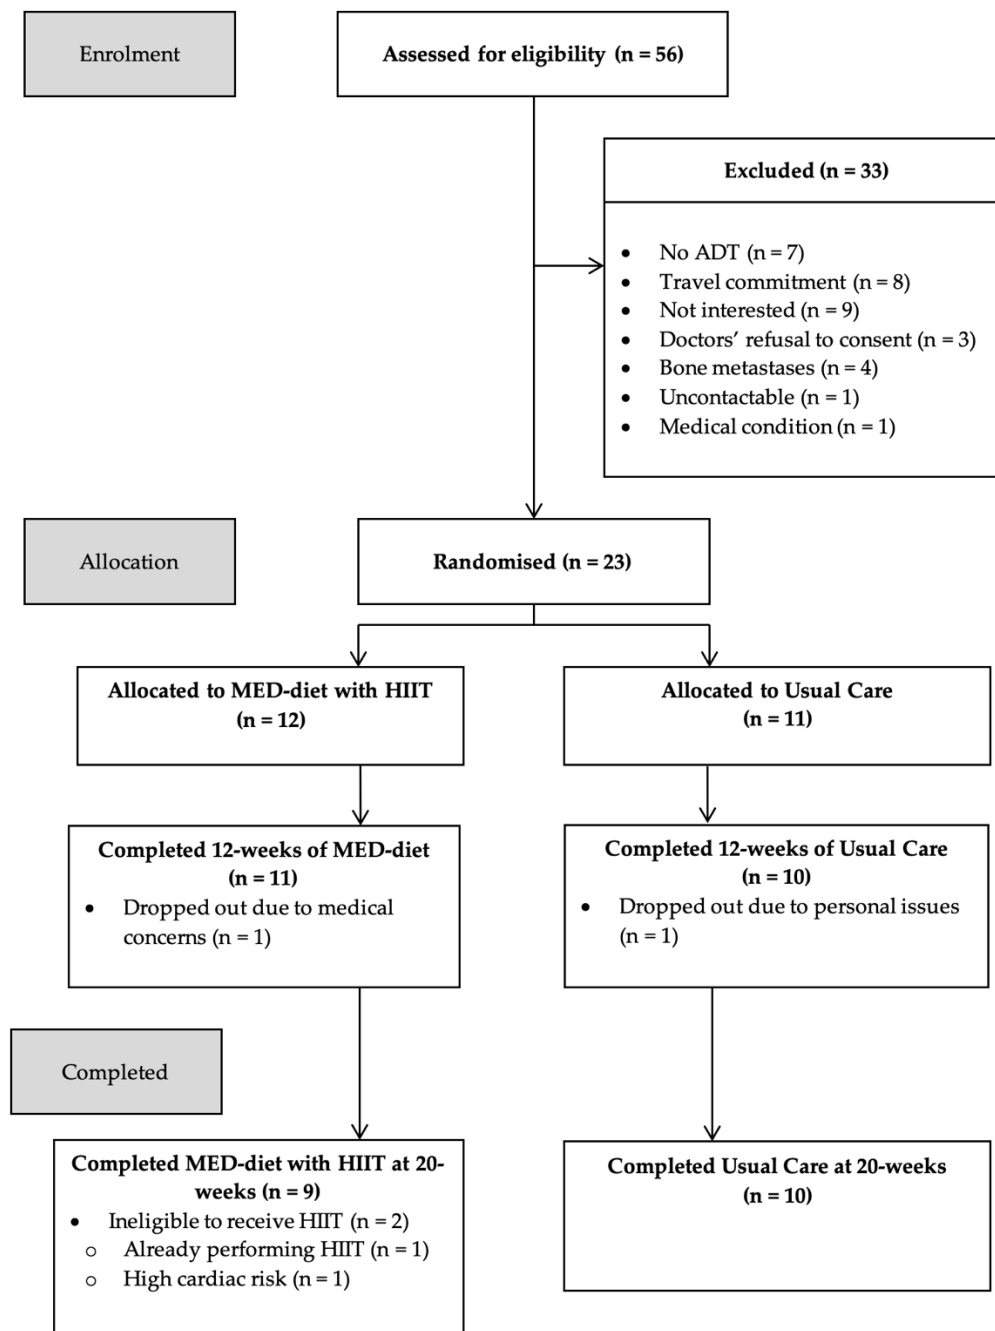 Enrolment
Assessed for eligibility (n = 56)
Excluded (n = 33)
• No ADT (n = 7)
• Travel commitment (n = 8)
• Not interested (n = 9)
• Doctors’ refusal to consent (n = 3)
• Bone metastases (n = 4)
• Uncontactable (n = 1)
• Medical condition (n = 1)
Allocation
Randomised (n = 23)
Allocated to MED-diet with HIIT
(n = 12)
Allocated to Usual Care
(n = 11)
Completed 12-weeks of MED-diet
(n = 11)
• Dropped out due to medical
concerns (n = 1)
Completed 12-weeks of Usual Care
(n = 10)
• Dropped out due to personal issues
(n = 1)
Completed
Completed MED-diet with HIIT at 20-
weeks (n = 9)
• Ineligible to receive HIIT (n = 2)
o Already performing HIIT (n = 1)
o High cardiac risk (n = 1)
Completed Usual Care at 20-weeks
(n = 10)